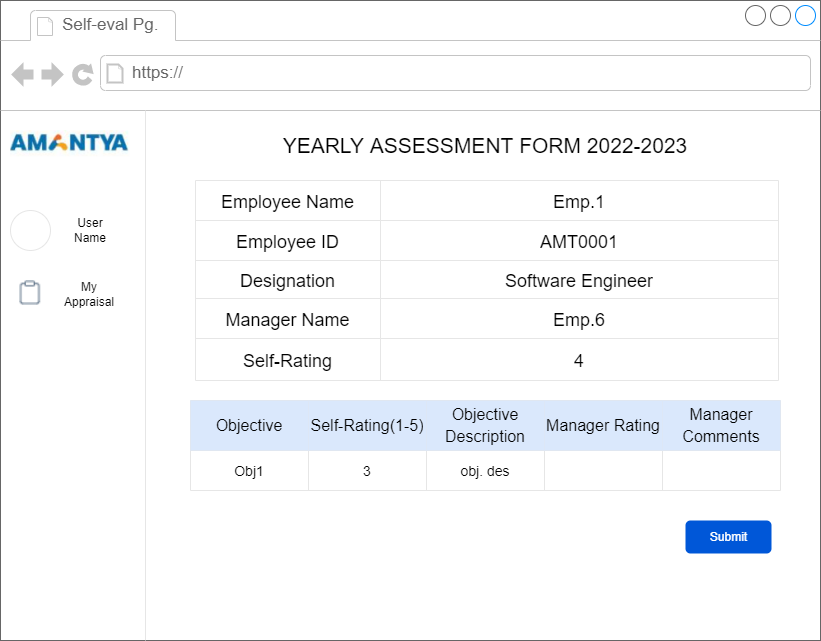 Self-eval Pg.
https://
AMANTYA
YEARLY ASSESSMENT FORM 2022-2023
User
Name
My
Appraisal
Employee Name Emp.1
Employee ID AMT0001
Designation Software Engineer
Manager Name Emp.6
Self-Rating 4
Objective Self-Rating(1-5) Objective Description Manager Rating Manager Comments
Obj1 3 obj. des
Submit